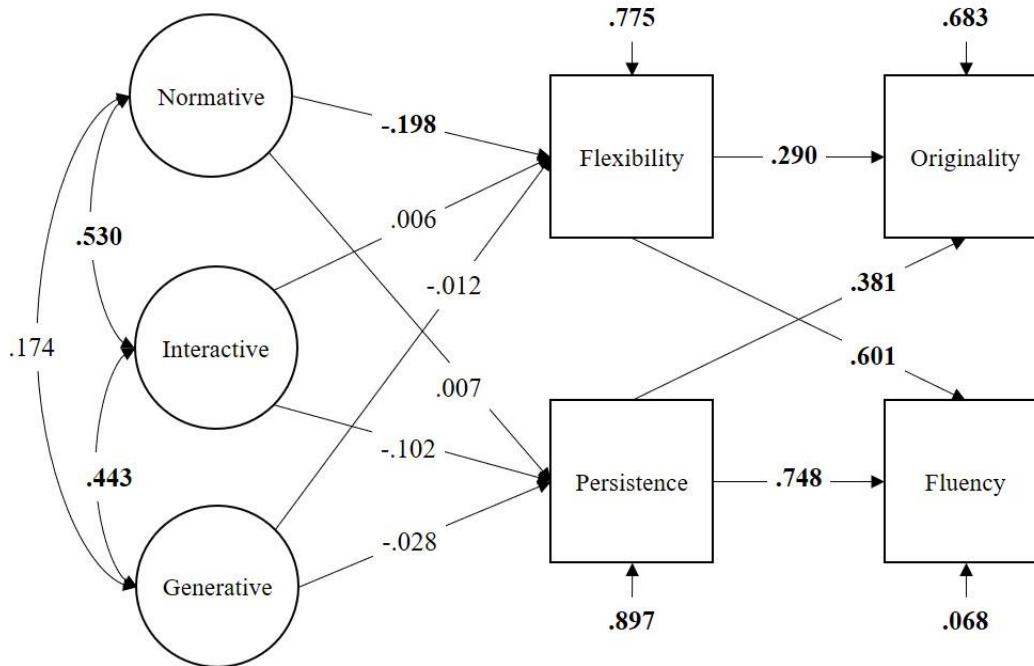 .775
.683
Normative
-.198
Flexibility
.290
Originality
.006
.530
-.012
.381
.174
Interactive
.601
.007
-.102
.443
Persistence
.748
Fluency
-.028
Generative
.897
.068